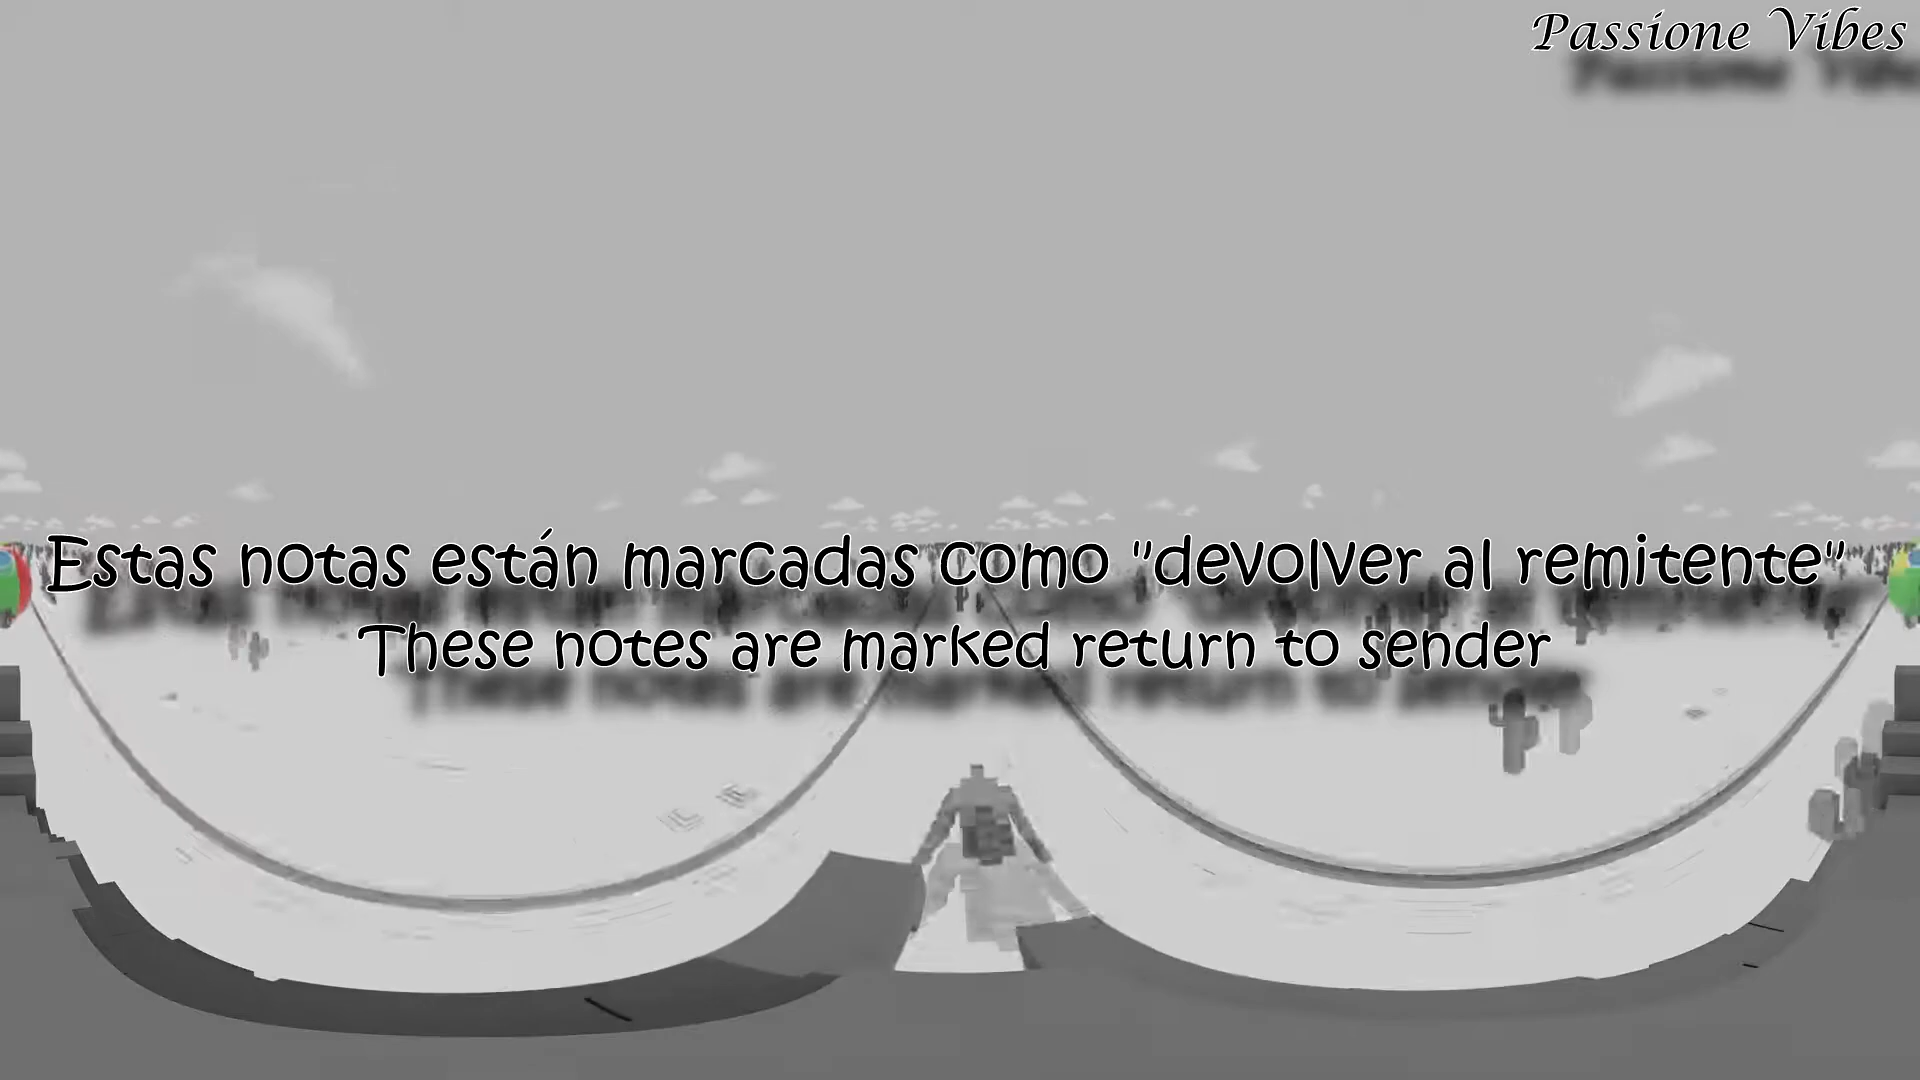 Passione Vibes
Estas notas están marcadas como "devolver al remitente"
These notes are marked return to sender